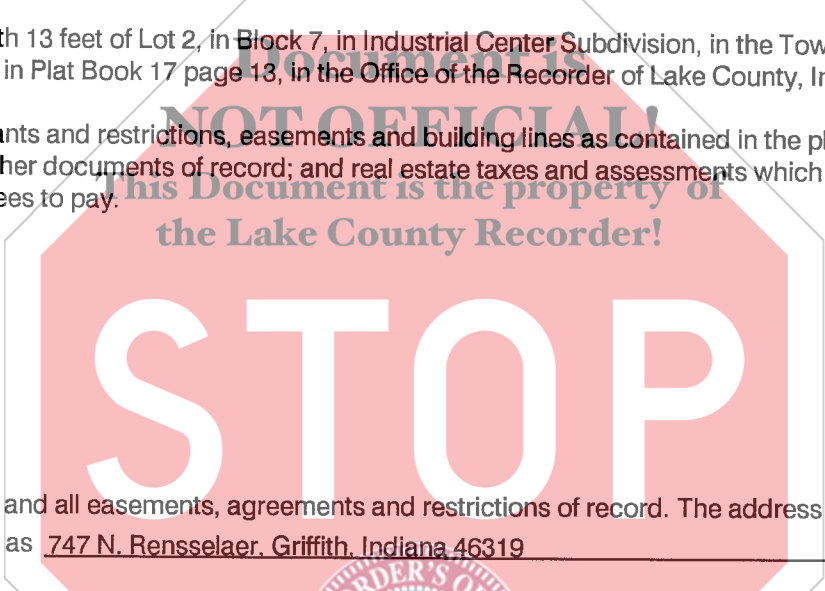 th 13 feet of Lot 2, in Block 7, in Industrial Center Subdivision, in the Tow
in Plat Book 17 page 13, in the Office of the Recorder of Lake County, In
Document is
NOT OFFICIAL!
This Document is the property of
the Lake County Recorder!
ants and restrictions, easements and building lines as contained in the pl
her documents of record; and real estate taxes and assessments which
ees to pay.
STOP
and all easements, agreements and restrictions of record. The address
as 747 N. Rensselaer, Griffith, Indiana 46319
RDER'S O